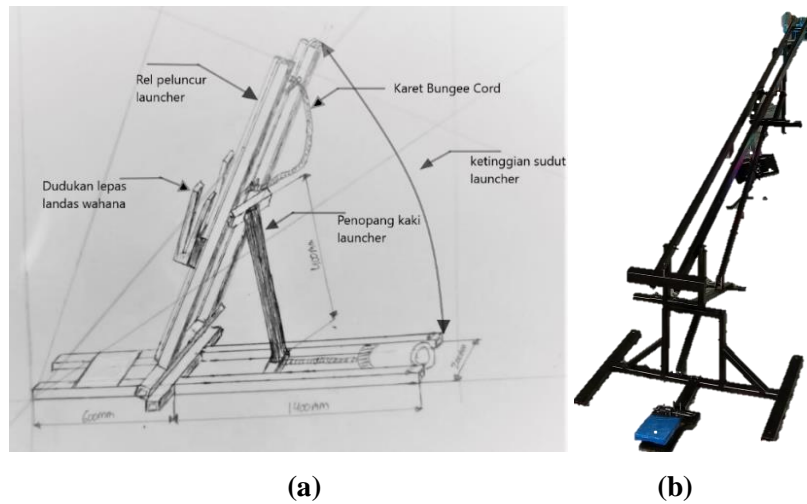 Rel peluncur
launcher
Karet Bungee Cord
ketinggian sudut
launcher
Dudukan lepas
landas wahana
Penopang kaki
launcher
600mm
1400mm
(a)
(b)